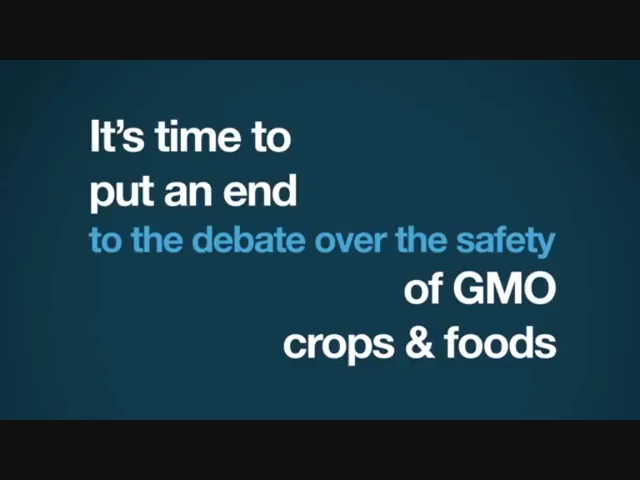 It’s time to
put an end
to the debate over the safety
of GMO
crops & foods